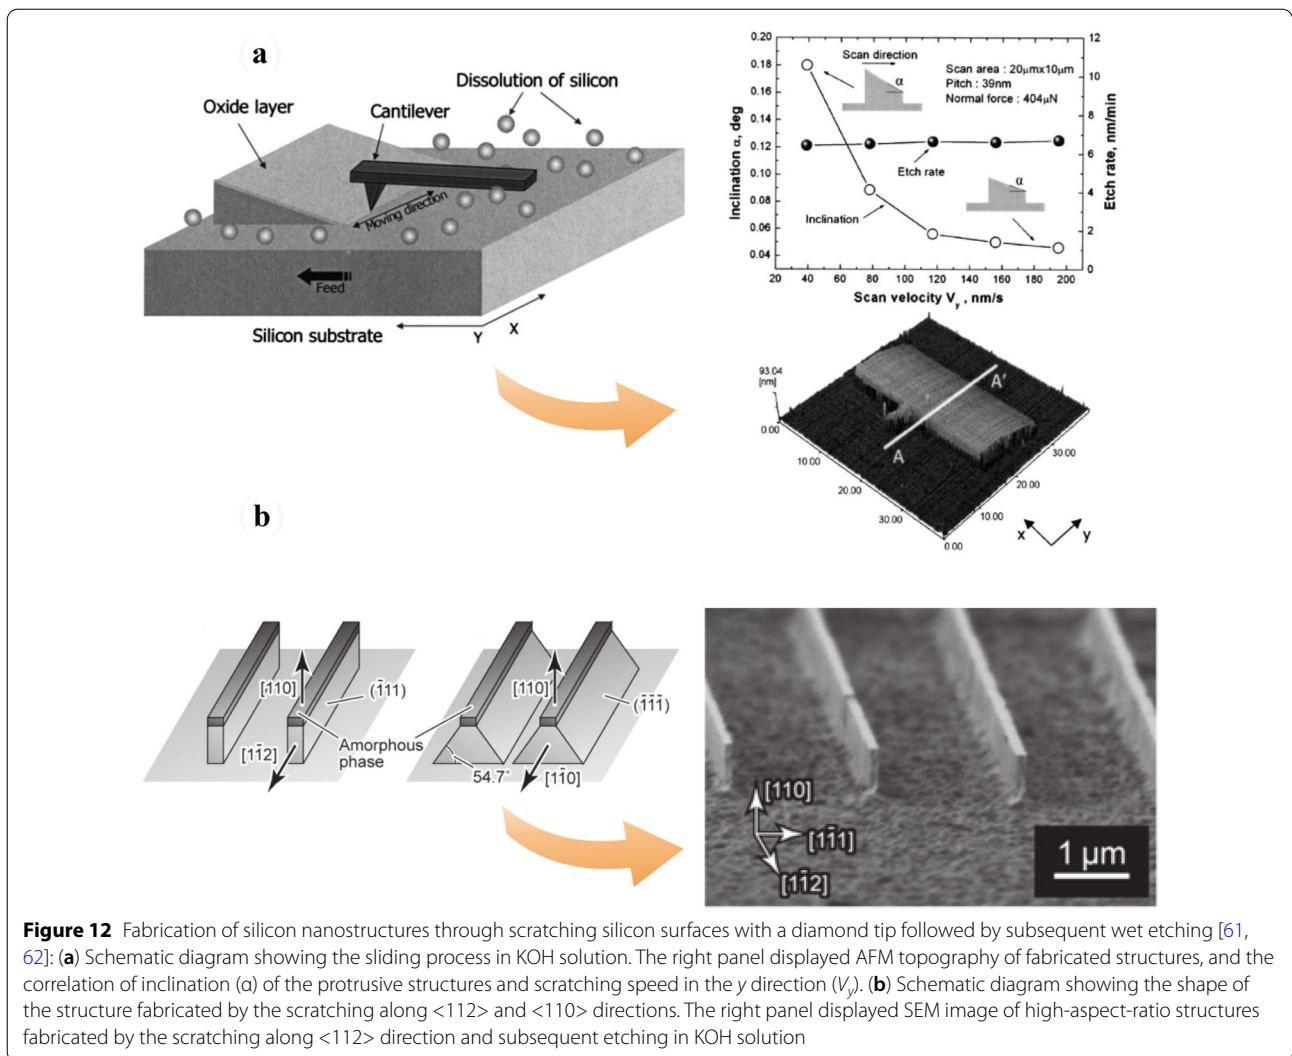 a
Dissolution of silicon
Oxide layer
Cantilever
Moving direction
Feed
Silicon substrate
Y
X
0.20
0.18
0.16
0.14
0.12
0.10
0.08
0.06
0.04
Inclination α, deg
12
10
8
6
4
2
0
Etch rate, nm/min
Scan direction
α
Scan area : 20μmx10μm
Pitch : 39nm
Normal force : 404μN
Etch rate
α
Inclination
20 40 60 80 100 120 140 160 180 200
Scan velocity Vy , nm/s
93.04
[nm]
0.00
A'
A
10.00
20.00
30.00
30.00
20.00
10.00
0.00
x
y
b
[110]
(1̄11)
[11̄2]
Amorphous
phase
[110]
(1̄1̄1̄)
54.7°
[11̄0]
[110]
[11̄1]
[11̄2]
1 μm
Figure 12 Fabrication of silicon nanostructures through scratching silicon surfaces with a diamond tip followed by subsequent wet etching [61,
62]: (a) Schematic diagram showing the sliding process in KOH solution. The right panel displayed AFM topography of fabricated structures, and the
correlation of inclination (α) of the protrusive structures and scratching speed in the y direction (Vy). (b) Schematic diagram showing the shape of
the structure fabricated by the scratching along <112> and <110> directions. The right panel displayed SEM image of high-aspect-ratio structures
fabricated by the scratching along <112> direction and subsequent etching in KOH solution